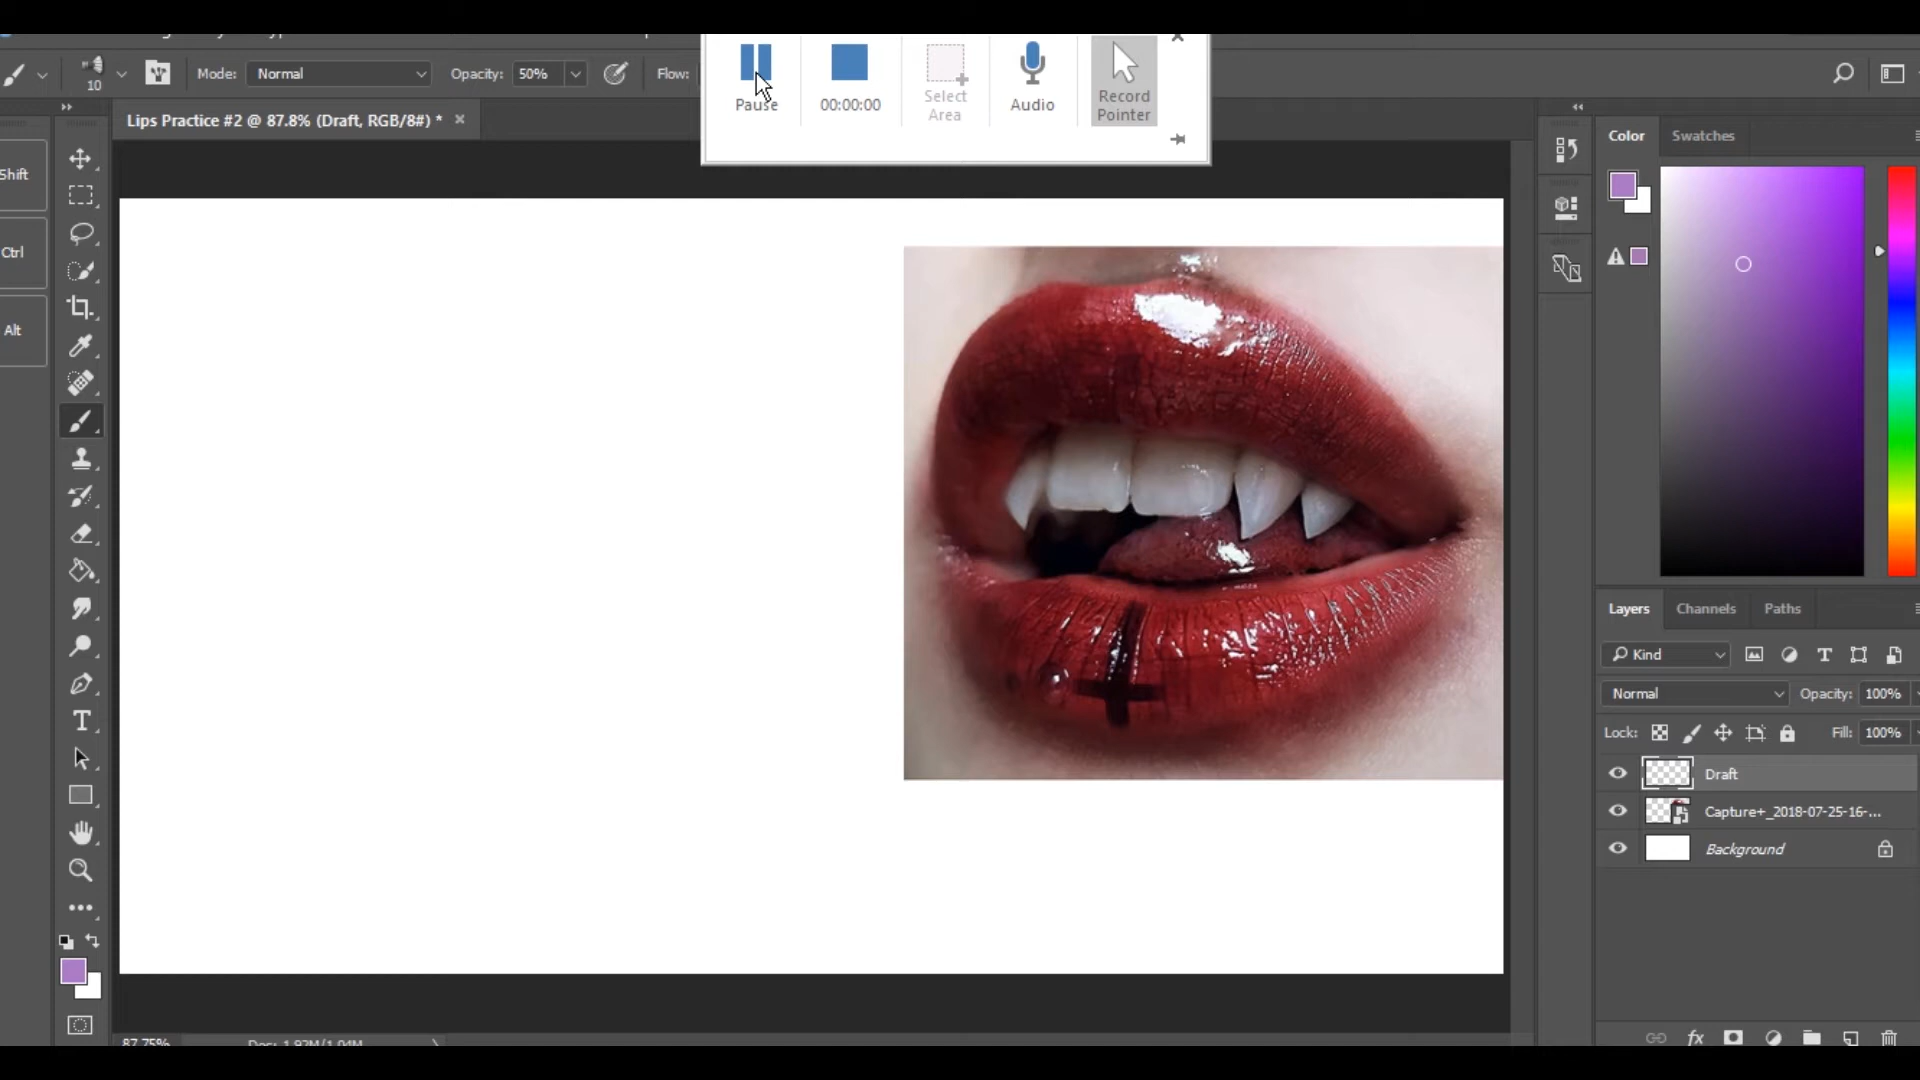 10
Mode:
Normal
Opacity:
50%
Flow:
Pause
00:00:00
Select
Area
Audio
Record
Pointer
Lips Practice #2 @ 87.8% (Draft, RGB/8#) *
Shift
Ctrl
Alt
Color
Swatches
Layers
Channels
Paths
Kind
Normal
Opacity: 100%
Lock:
Fill: 100%
Draft
Capture+_2018-07-25-16-...
Background
87.75%
Doc: 1.92M/1.04M